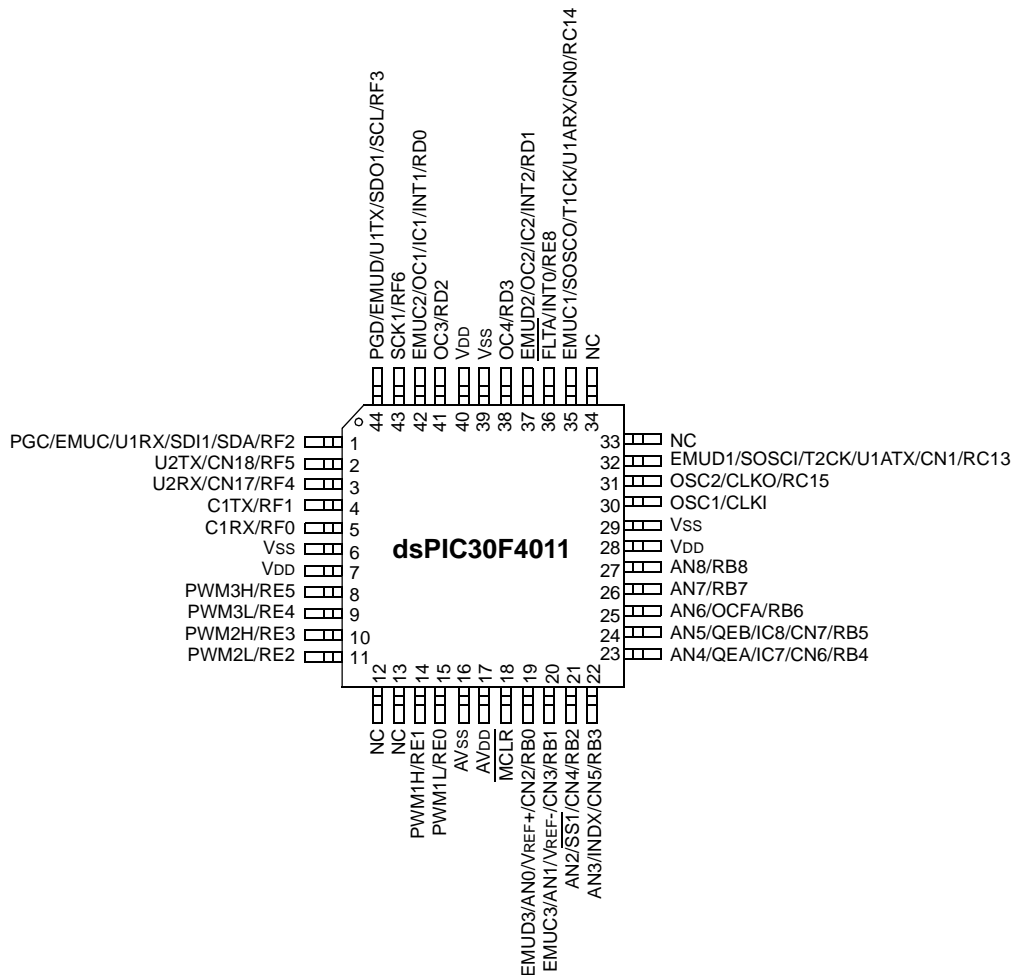 PGD/EMUD/U1TX/SDO1/SCL/RF3
SCK1/RF6
EMUC2/OC1/IC1/INT1/RD0
OC3/RD2
VDD
VSS
OC4/RD3
EMUD2/OC2/IC2/INT2/RD1
FLTA/INT0/RE8
EMUC1/SOSCO/T1CK/U1ARX/CN0/RC14
NC
44 43 42 41 40 39 38 37 36 35 34
PGC/EMUC/U1RX/SDI1/SDA/RF2 1
U2TX/CN18/RF5 2
U2RX/CN17/RF4 3
C1TX/RF1 4
C1RX/RF0 5
VSS 6
VDD 7
PWM3H/RE5 8
PWM3L/RE4 9
PWM2H/RE3 10
PWM2L/RE2 11
dsPIC30F4011
33 NC
32 EMUD1/SOSCI/T2CK/U1ATX/CN1/RC13
31 OSC2/CLKO/RC15
30 OSC1/CLKI
29 VSS
28 VDD
27 AN8/RB8
26 AN7/RB7
25 AN6/OCFA/RB6
24 AN5/QEB/IC8/CN7/RB5
23 AN4/QEA/IC7/CN6/RB4
12 13 14 15 16 17 18 19 20 21 22
NC
NC
PWM1H/RE1
PWM1L/RE0
AVSS
AVDD
MCLR
EMUD3/AN0/VREF+/CN2/RB0
EMUC3/AN1/VREF-/CN3/RB1
AN2/SS1/CN4/RB2
AN3/INDX/CN5/RB3